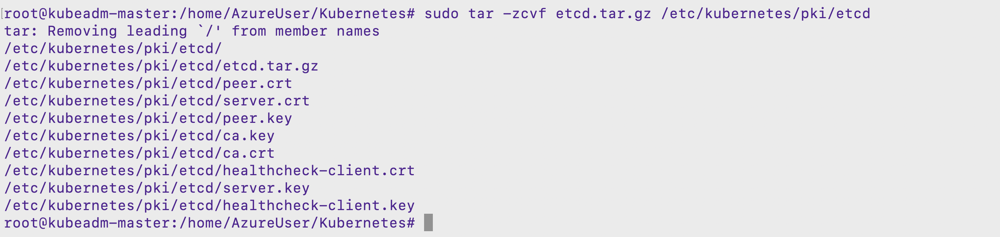 root@kubeadm-master:/home/AzureUser/Kubernetes# sudo tar -zcvf etcd.tar.gz /etc/kubernetes/pki/etcd
tar: Removing leading `/' from member names
/etc/kubernetes/pki/etcd/
/etc/kubernetes/pki/etcd/etcd.tar.gz
/etc/kubernetes/pki/etcd/peer.crt
/etc/kubernetes/pki/etcd/server.crt
/etc/kubernetes/pki/etcd/peer.key
/etc/kubernetes/pki/etcd/ca.key
/etc/kubernetes/pki/etcd/ca.crt
/etc/kubernetes/pki/etcd/healthcheck-client.crt
/etc/kubernetes/pki/etcd/server.key
/etc/kubernetes/pki/etcd/healthcheck-client.key
root@kubeadm-master:/home/AzureUser/Kubernetes#